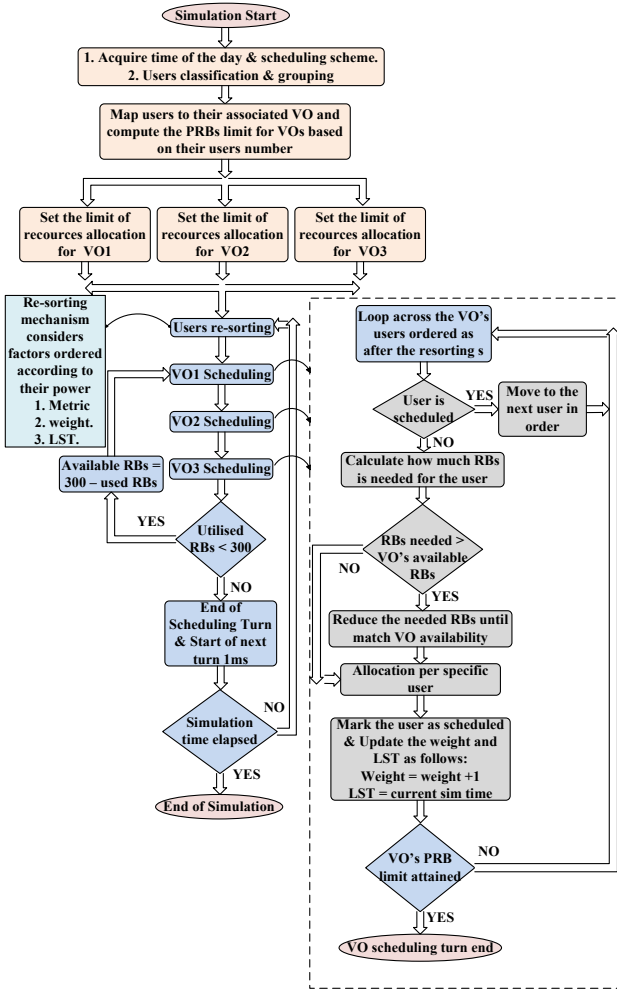 Simulation Start
1. Acquire time of the day & scheduling scheme.
2. Users classification & grouping
Map users to their associated VO and
compute the PRBs limit for VOs based
on their users number
Set the limit of
recources allocation
for VO1
Set the limit of
recources allocation
for VO2
Set the limit of
recources allocation
for VO3
Re-sorting
mechanism
considers
factors ordered
according to
their power
1. Metric
2. weight.
3. LST.
Users re-sorting
VO1 Scheduling
VO2 Scheduling
VO3 Scheduling
Available RBs =
300 – used RBs
YES
Utilised
RBs < 300
NO
End of
Scheduling Turn
& Start of next
turn 1ms
NO
Simulation
time elapsed
YES
End of Simulation
Loop across the VO's
users ordered as
after the resorting s
User is
scheduled
YES
Move to the
next user in
order
NO
Calculate how much RBs
is needed for the user
RBs needed >
VO's available
RBs
NO
YES
Reduce the needed RBs until
match VO availability
Allocation per specific
user
Mark the user as scheduled
& Update the weight and
LST as follows:
Weight = weight +1
LST = current sim time
VO's PRB
limit attained
NO
YES
VO scheduling turn end